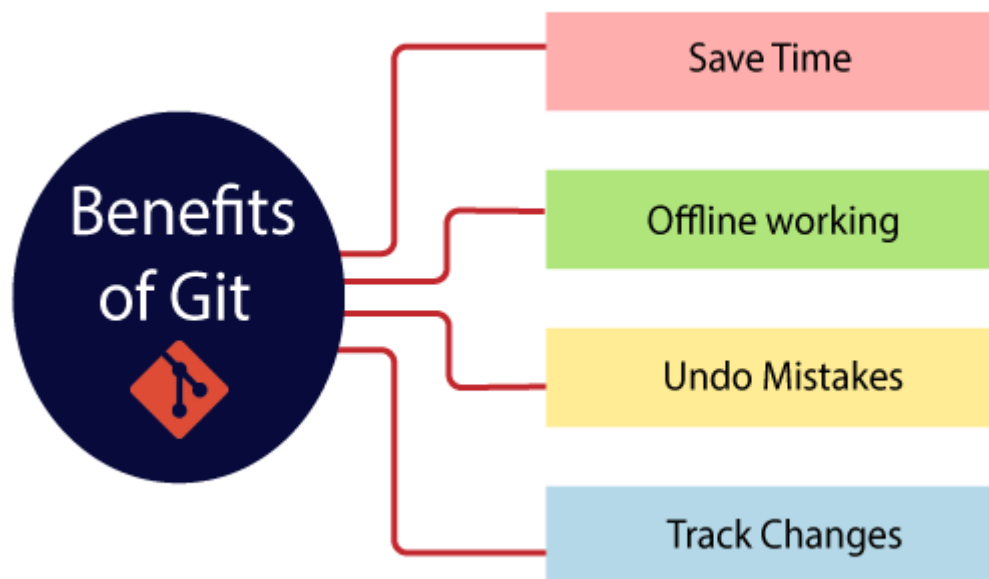 Benefits
of Git
Save Time
Offline working
Undo Mistakes
Track Changes